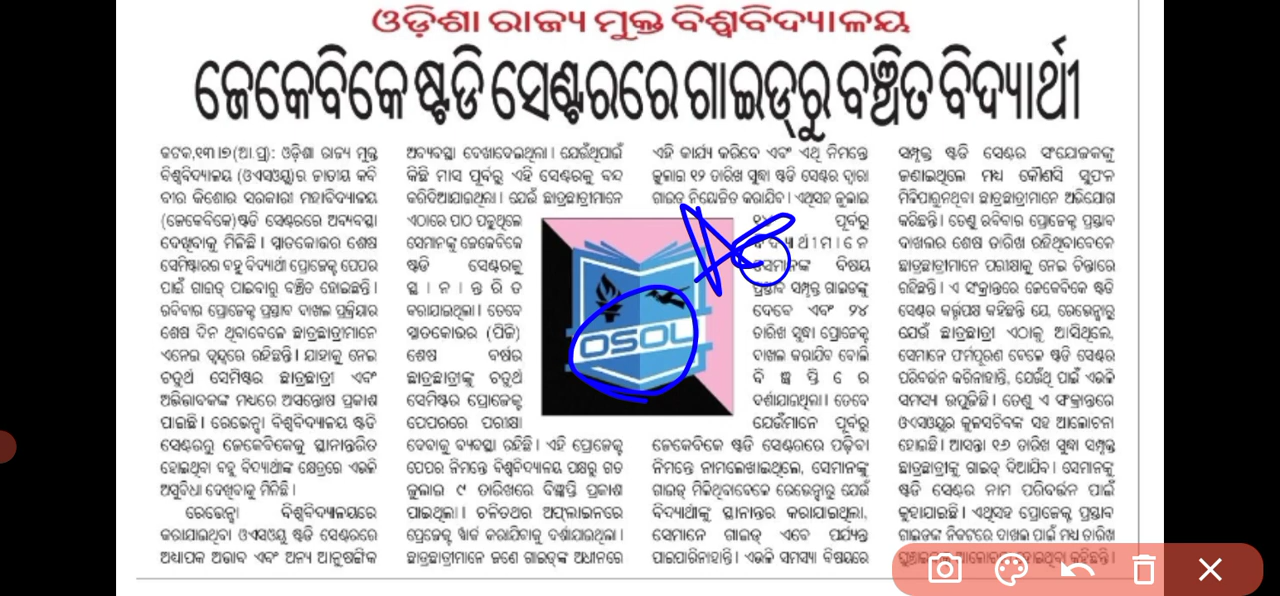 ଓଡ଼ିଶା ରାଜ୍ୟ ମୁକ୍ତ ବିଶ୍ୱବିଦ୍ୟାଳୟ
ଜେକେବିକେ ଷ୍ଟଡି ସେଣ୍ଟରରେ ଗାଇଡ୍‌ରୁ ବଞ୍ଚିତ ବିଦ୍ୟାର୍ଥୀ
କଟକ,୧୩।୭(ଆ.ପ୍ର): ଓଡ଼ିଶା ରାଜ୍ୟ ମୁକ୍ତ
ବିଶ୍ୱବିଦ୍ୟାଳୟ (ଓଏସଓୟୁ)ର ଜାତୀୟ କବି
ବୀର କିଶୋର ସରକାରୀ ମହାବିଦ୍ୟାଳୟ
(ଜେକେବିକେ) ଷ୍ଟଡି ସେଣ୍ଟରରେ ଅବ୍ୟବସ୍ଥା
ଦେଖିବାକୁ ମିଳିଛି। ସ୍ନାତକୋତ୍ତର ଶେଷ
ସେମିଷ୍ଟାରର ବହୁ ବିଦ୍ୟାର୍ଥୀ ପ୍ରୋଜେକ୍ଟ ପେପର
ପାଇଁ ଗାଇଡ୍ ପାଇବାରୁ ବଞ୍ଚିତ ହୋଇଛନ୍ତି।
ରବିବାର ପ୍ରୋଜେକ୍ଟ ପ୍ରସ୍ତାବ ଦାଖଲ ପ୍ରକ୍ରିୟାର
ଶେଷ ଦିନ ଥିବାବେଳେ ଛାତ୍ରଛାତ୍ରୀମାନେ
ଏନେଇ ଦ୍ୱନ୍ଦ୍ୱରେ ରହିଛନ୍ତି। ଯାହାକୁ ନେଇ
ଚତୁର୍ଥ ସେମିଷ୍ଟର ଛାତ୍ରଛାତ୍ରୀ ଏବଂ
ଅଭିଭାବକଙ୍କ ମଧ୍ୟରେ ଅସନ୍ତୋଷ ପ୍ରକାଶ
ପାଇଛି। ରେଭେନ୍ସା ବିଶ୍ୱବିଦ୍ୟାଳୟ ଷ୍ଟଡି
ସେଣ୍ଟରରୁ ଜେକେବିକେକୁ ସ୍ଥାନାନ୍ତରିତ
ହୋଇଥିବା ବହୁ ବିଦ୍ୟାର୍ଥୀଙ୍କ କ୍ଷେତ୍ରରେ ଏଭଳି
ଅସୁବିଧା ଦେଖିବାକୁ ମିଳିଛି।
ରେଭେନ୍ସା ବିଶ୍ୱବିଦ୍ୟାଳୟରେ
କରାଯାଇଥିବା ଓଏସଓୟୁ ଷ୍ଟଡି ସେଣ୍ଟରରେ
ଅଧ୍ୟାପକ ଅଭାବ ଏବଂ ଅନ୍ୟ ଆନୁଷଙ୍ଗିକ
ଅବ୍ୟବସ୍ଥା ଦେଖାଦେଇଥିଲା। ଯେଉଁଥିପାଇଁ
କିଛି ମାସ ପୂର୍ବରୁ ଏହି ସେଣ୍ଟରକୁ ବନ୍ଦ
କରିଦିଆଯାଇଥିଲା। ଯେଉଁ ଛାତ୍ରଛାତ୍ରୀମାନେ
ଏଠାରେ ପାଠ ପଢୁଥିଲେ
ସେମାନଙ୍କୁ ଜେକେବିକେ
ଷ୍ଟଡି ସେଣ୍ଟରକୁ
ସ୍ଥାନାନ୍ତରିତ
କରାଯାଇଥିଲା। ତେବେ
ସ୍ନାତକୋତ୍ତର (ପିଜି)
ଶେଷ ବର୍ଷର
ଛାତ୍ରଛାତ୍ରୀଙ୍କୁ ଚତୁର୍ଥ
ସେମିଷ୍ଟର ପ୍ରୋଜେକ୍ଟ
ପେପରରେ ପରୀକ୍ଷା
ଦେବାକୁ ବ୍ୟବସ୍ଥା ରହିଛି। ଏହି ପ୍ରୋଜେକ୍ଟ
ପେପର ନିମନ୍ତେ ବିଶ୍ୱବିଦ୍ୟାଳୟ ପକ୍ଷରୁ ଗତ
ଜୁଲାଇ ୯ ତାରିଖରେ ବିଜ୍ଞପ୍ତି ପ୍ରକାଶ
ପାଇଥିଲା। ଚଳିତଥର ଅଫ୍‌ଲାଇନରେ
ପ୍ରୋଜେକ୍ଟ ୱାର୍କ କରାଯିବାକୁ ଦର୍ଶାଯାଇଥିଲା।
ଛାତ୍ରଛାତ୍ରୀମାନେ ଜଣେ ଗାଇଡ୍‌ଙ୍କ ଅଧୀନରେ
OSOU
ଏହି କାର୍ଯ୍ୟ କରିବେ ଏବଂ ଏଥି ନିମନ୍ତେ
ଜୁଲାଇ ୧୨ ତାରିଖ ସୁଦ୍ଧା ଷ୍ଟଡି ସେଣ୍ଟର ଦ୍ୱାରା
ଗାଇଡ୍ ନିୟୋଜିତ କରାଯିବ। ଏଥିସହ ଜୁଲାଇ
ପୂର୍ବରୁ
ବିଦ୍ୟାର୍ଥୀମାନେ
ସେମାନଙ୍କ ବିଷୟ
ପ୍ରସ୍ତାବ ସମ୍ପୃକ୍ତ ଗାଇଡଙ୍କୁ
ଦେବେ ଏବଂ ୨୪
ତାରିଖ ସୁଦ୍ଧା ପ୍ରୋଜେକ୍ଟ
ଦାଖଲ କରାଯିବ ବୋଲି
ବିଜ୍ଞପ୍ତିରେ
ଦର୍ଶାଯାଇଥିଲା। ତେବେ
ଯେଉଁମାନେ ପୂର୍ବରୁ
ଜେକେବିକେ ଷ୍ଟଡି ସେଣ୍ଟରରେ ପଢ଼ିବା
ନିମନ୍ତେ ନାମଲେଖାଇଥିଲେ, ସେମାନଙ୍କୁ
ଗାଇଡ୍ ମିଳିଥିବାବେଳେ ରେଭେନ୍ସାରୁ ଯେଉଁ
ବିଦ୍ୟାର୍ଥୀଙ୍କୁ ସ୍ଥାନାନ୍ତର କରାଯାଇଥିଲା,
ସେମାନେ ଗାଇଡ୍ ଏବେ ପର୍ଯ୍ୟନ୍ତ
ପାଇପାରିନାହାନ୍ତି। ଏଭଳି ସମସ୍ୟା ବିଷୟରେ
ସମ୍ପୃକ୍ତ ଷ୍ଟଡି ସେଣ୍ଟର ସଂଯୋଜକଙ୍କୁ
ଜଣାଇଥିଲେ ମଧ୍ୟ କୌଣସି ସୁଫଳ
ମିଳିପାରୁନଥିବା ଛାତ୍ରଛାତ୍ରୀମାନେ ଅଭିଯୋଗ
କରିଛନ୍ତି। ତେଣୁ ରବିବାର ପ୍ରୋଜେକ୍ଟ ପ୍ରସ୍ତାବ
ଦାଖଲର ଶେଷ ତାରିଖ ରହିଥିବାବେଳେ
ଛାତ୍ରଛାତ୍ରୀମାନେ ପରୀକ୍ଷାକୁ ନେଇ ଚିନ୍ତାରେ
ରହିଛନ୍ତି। ଏ ସଂକ୍ରାନ୍ତରେ ଜେକେବିକେ ଷ୍ଟଡି
ସେଣ୍ଟର କର୍ତ୍ତୃପକ୍ଷ କହିଛନ୍ତି ଯେ, ରେଭେନ୍ସାରୁ
ଯେଉଁ ଛାତ୍ରଛାତ୍ରୀ ଏଠାକୁ ଆସିଥିଲେ,
ସେମାନେ ଫର୍ମପୂରଣ ବେଳେ ଷ୍ଟଡି ସେଣ୍ଟର
ପରିବର୍ତ୍ତନ କରିନାହାନ୍ତି, ଯେଉଁଥି ପାଇଁ ଏଭଳି
ସମସ୍ୟା ଉପୁଜିଛି। ତେଣୁ ଏ ସଂକ୍ରାନ୍ତରେ
ଓଏସଓୟୁର କୁଳସଚିବଙ୍କ ସହ ଆଲୋଚନା
ହୋଇଛି। ଆସନ୍ତା ୧୬ ତାରିଖ ସୁଦ୍ଧା ସମ୍ପୃକ୍ତ
ଛାତ୍ରଛାତ୍ରୀଙ୍କୁ ଗାଇଡ୍ ଦିଆଯିବ। ସେମାନଙ୍କୁ
ଷ୍ଟଡି ସେଣ୍ଟର ନାମ ପରିବର୍ତ୍ତନ ପାଇଁ
କୁହାଯାଇଛି। ଏଥିସହ ପ୍ରୋଜେକ୍ଟ ପ୍ରସ୍ତାବ
ଗାଇଡଙ୍କ ନିକଟରେ ଦାଖଲ ପାଇଁ ମଧ୍ୟ ତାରିଖ